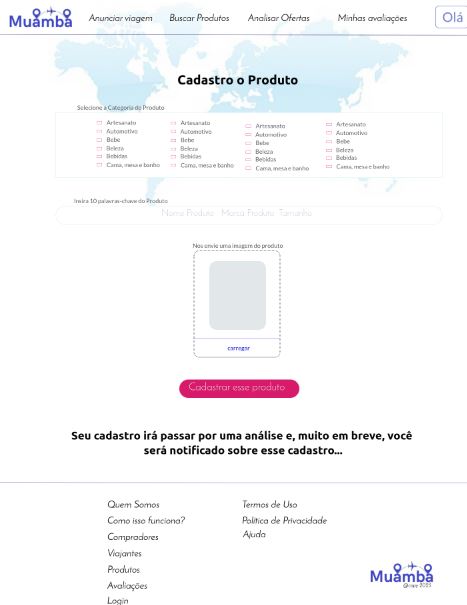 Muamba
Anunciar viagem Buscar Produtos Analisar Ofertas Minhas avaliações Olá
Cadastro o Produto
Selecione a Categoria de Produto
Artesanato Artesanato Artesanato Artesanato
Automotivo Automotivo Automotivo Automotivo
Bebe Bebe Bebe Bebe
Beleza Beleza Beleza Beleza
Bebidas Bebidas Bebidas Bebidas
Cama, mesa e banho Cama, mesa e banho Cama, mesa e banho Cama, mesa e banho
Insira 10 palavras-chave do Produto
Nome Produto Marca Produto Tamanho
Nos envie uma imagem do produto
carregar
Cadastrar esse produto
Seu cadastro irá passar por uma análise e, muito em breve, você
será notificado sobre esse cadastro...
Quem Somos Termos de Uso
Como isso funciona? Política de Privacidade
Compradores Ajuda
Viajantes
Produtos
Avaliações
Login
Muamba